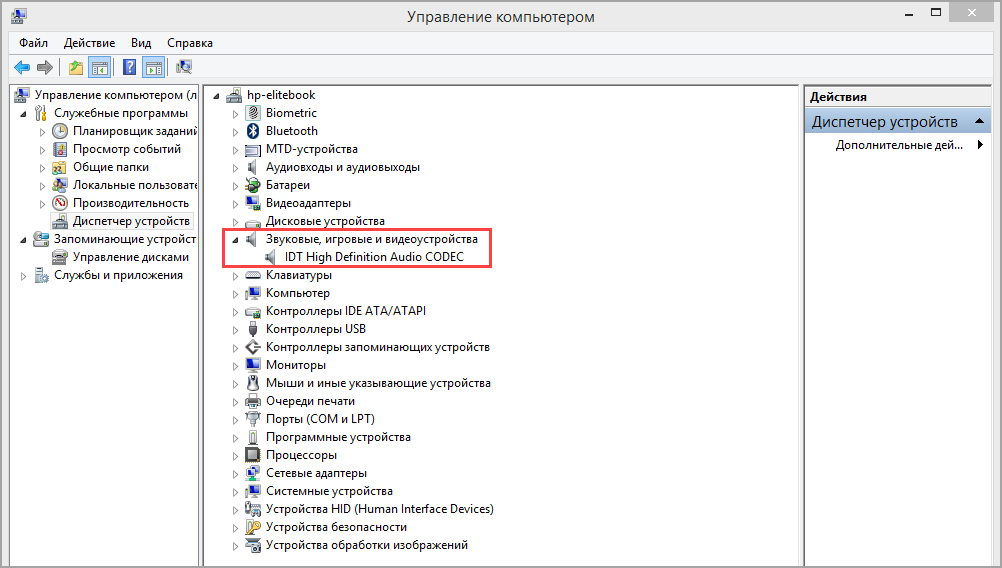 Управление компьютером
Файл Действие Вид Справка
Управление компьютером (л
Служебные программы
Планировщик заданий
Просмотр событий
Общие папки
Локальные пользоват
Производительность
Диспетчер устройств
Запоминающие устройст
Управление дисками
Службы и приложения
hp-elitebook
Biometric
Bluetooth
MTD-устройства
Аудиовходы и аудиовыходы
Батареи
Видеоадаптеры
Дисковые устройства
Звуковые, игровые и видеоустройства
IDT High Definition Audio CODEC
Клавиатуры
Компьютер
Контроллеры IDE ATA/ATAPI
Контроллеры USB
Контроллеры запоминающих устройств
Мониторы
Мыши и иные указывающие устройства
Очереди печати
Порты (COM и LPT)
Программные устройства
Процессоры
Сетевые адаптеры
Системные устройства
Устройства HID (Human Interface Devices)
Устройства безопасности
Устройства обработки изображений
Действия
Диспетчер устройств
Дополнительные дей...